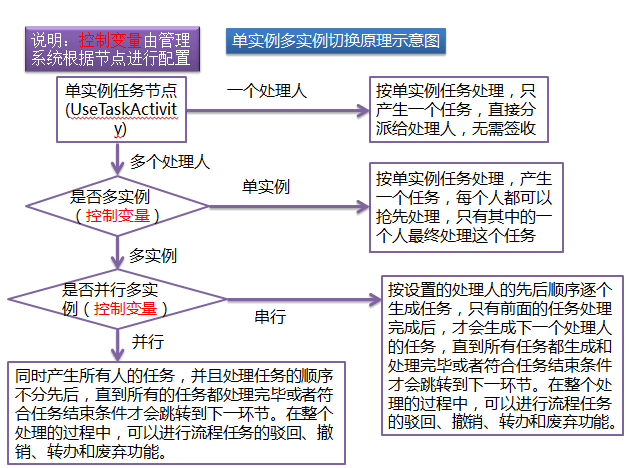 说明：控制变量由管理
系统根据节点进行配置
单实例多实例切换原理示意图
单实例任务节点
(UseTaskActivit
y)
一个处理人
按单实例任务处理，只
产生一个任务，直接分
派给处理人，无需签收
多个处理人
是否多实例
（控制变量）
单实例
按单实例任务处理，产生
一个任务，每个人都可以
抢先处理，只有其中的一
个人最终处理这个任务
多实例
是否并行多实
例（控制变量）
串行
按设置的处理人的先后顺序逐个
生成任务，只有前面的任务处理
完成后，才会生成下一个处理人
的任务，直到所有任务都生成和
处理完毕或者符合任务结束条件
才会跳转到下一环节。在整个处
理的过程中，可以进行流程任务
的驳回、撤销、转办和废弃功能。
并行
同时产生所有人的任务，并且处理任务的顺序
不分先后，直到所有的任务都处理完毕或者符
合任务结束条件才会跳转到下一环节。在整个
处理的过程中，可以进行流程任务的驳回、撤
销、转办和废弃功能。